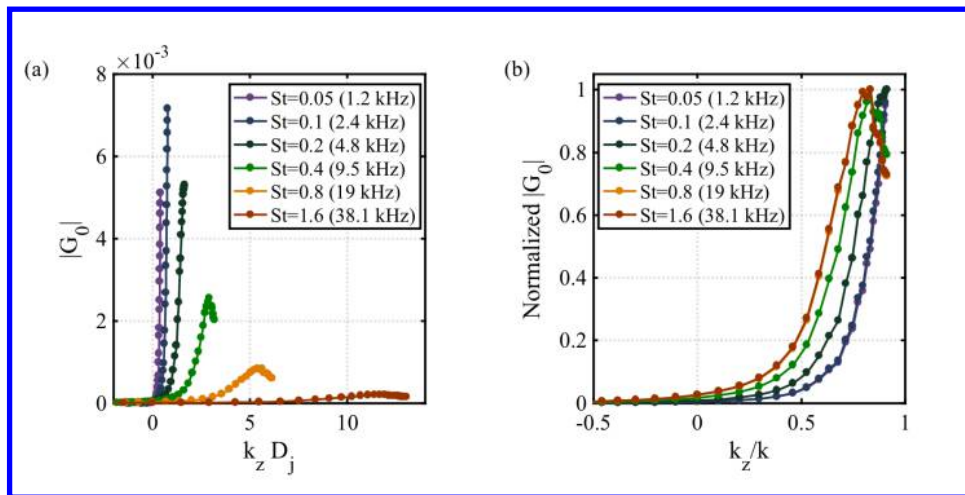 (a)
×10⁻³
8
6
4
2
0
|G₀|
St=0.05 (1.2 kHz)
St=0.1 (2.4 kHz)
St=0.2 (4.8 kHz)
St=0.4 (9.5 kHz)
St=0.8 (19 kHz)
St=1.6 (38.1 kHz)
0 5 10
k_z D_j
(b)
1
0.8
0.6
0.4
0.2
0
Normalized |G₀|
St=0.05 (1.2 kHz)
St=0.1 (2.4 kHz)
St=0.2 (4.8 kHz)
St=0.4 (9.5 kHz)
St=0.8 (19 kHz)
St=1.6 (38.1 kHz)
-0.5 0 0.5 1
k_z/k